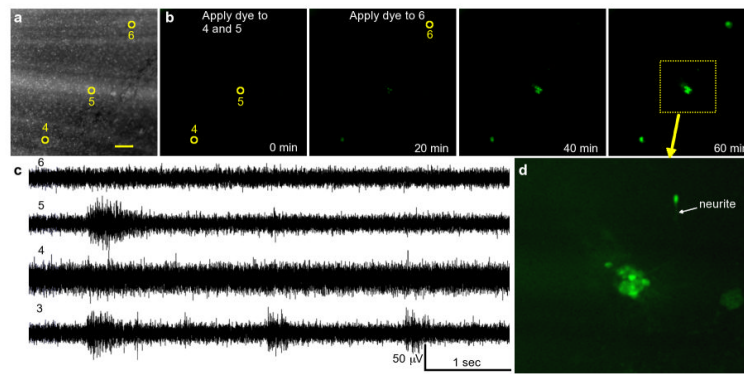 a
6
5
4
b
Apply dye to
4 and 5
5
4
0 min
Apply dye to 6
6
20 min
40 min
60 min
c
6
5
4
3
50 µV
1 sec
d
neurite